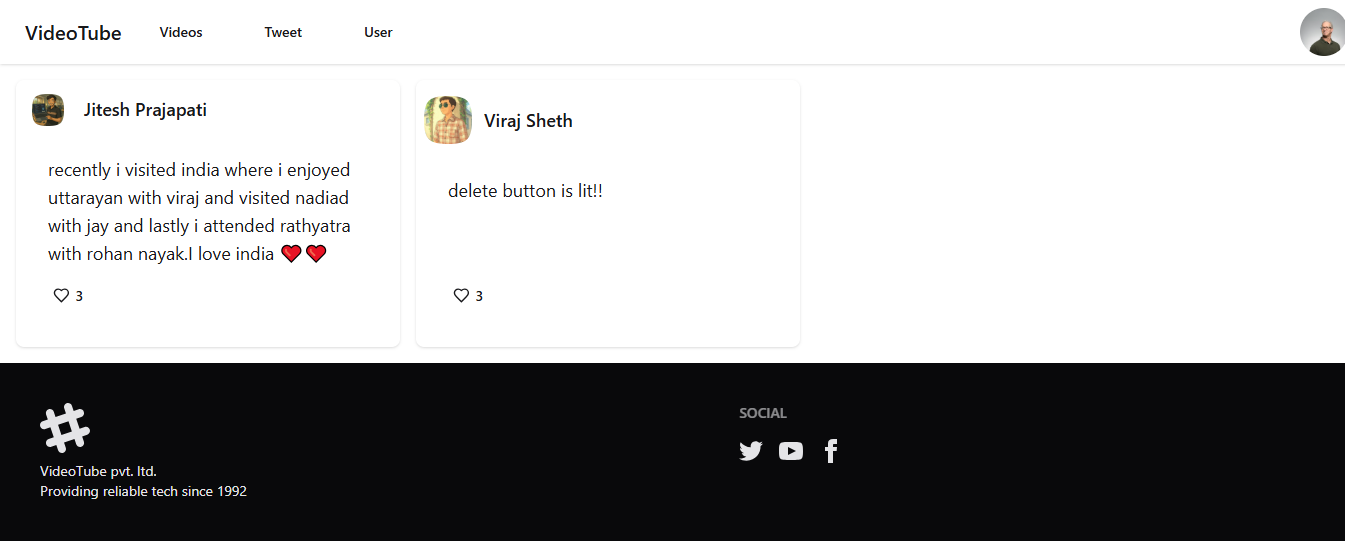 VideoTube Videos Tweet User
Jitesh Prajapati
recently i visited india where i enjoyed
uttarayan with viraj and visited nadiad
with jay and lastly i attended rathyatra
with rohan nayak.I love india ❤️❤️
3
Viraj Sheth
delete button is lit!!
3
VideoTube pvt. ltd.
Providing reliable tech since 1992
SOCIAL